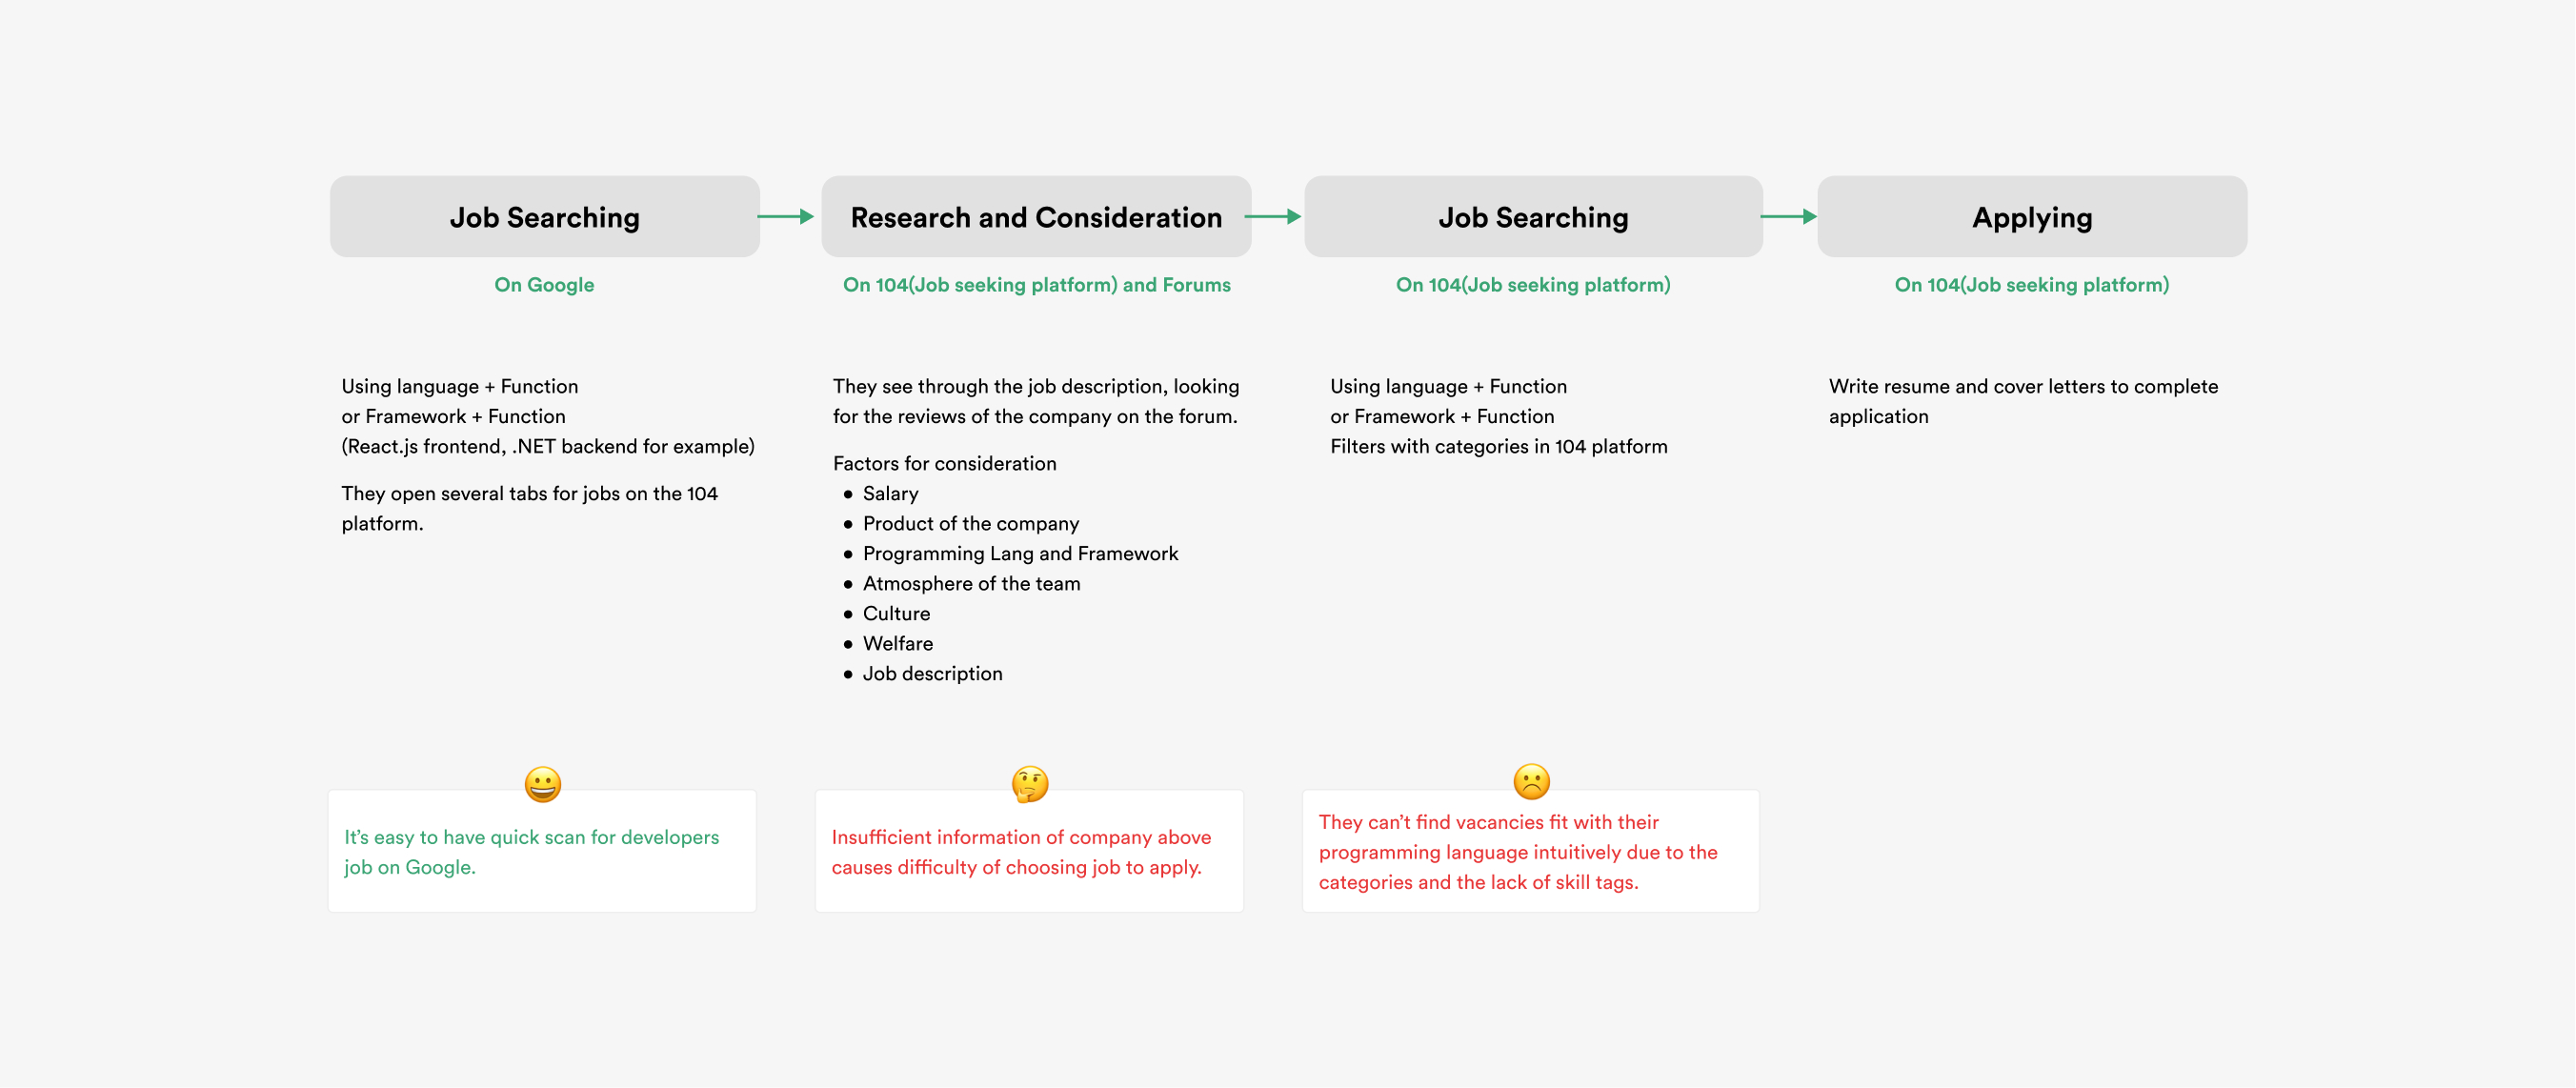 Job Searching
On Google
Using language + Function
or Framework + Function
(React.js frontend, .NET backend for example)
They open several tabs for jobs on the 104
platform.
It's easy to have quick scan for developers
job on Google.
Research and Consideration
On 104(Job seeking platform) and Forums
They see through the job description, looking
for the reviews of the company on the forum.
Factors for consideration
● Salary
● Product of the company
● Programming Lang and Framework
● Atmosphere of the team
● Culture
● Welfare
● Job description
Insufficient information of company above
causes difficulty of choosing job to apply.
Job Searching
On 104(Job seeking platform)
Using language + Function
or Framework + Function
Filters with categories in 104 platform
They can’t find vacancies fit with their
programming language intuitively due to the
categories and the lack of skill tags.
Applying
On 104(Job seeking platform)
Write resume and cover letters to complete
application